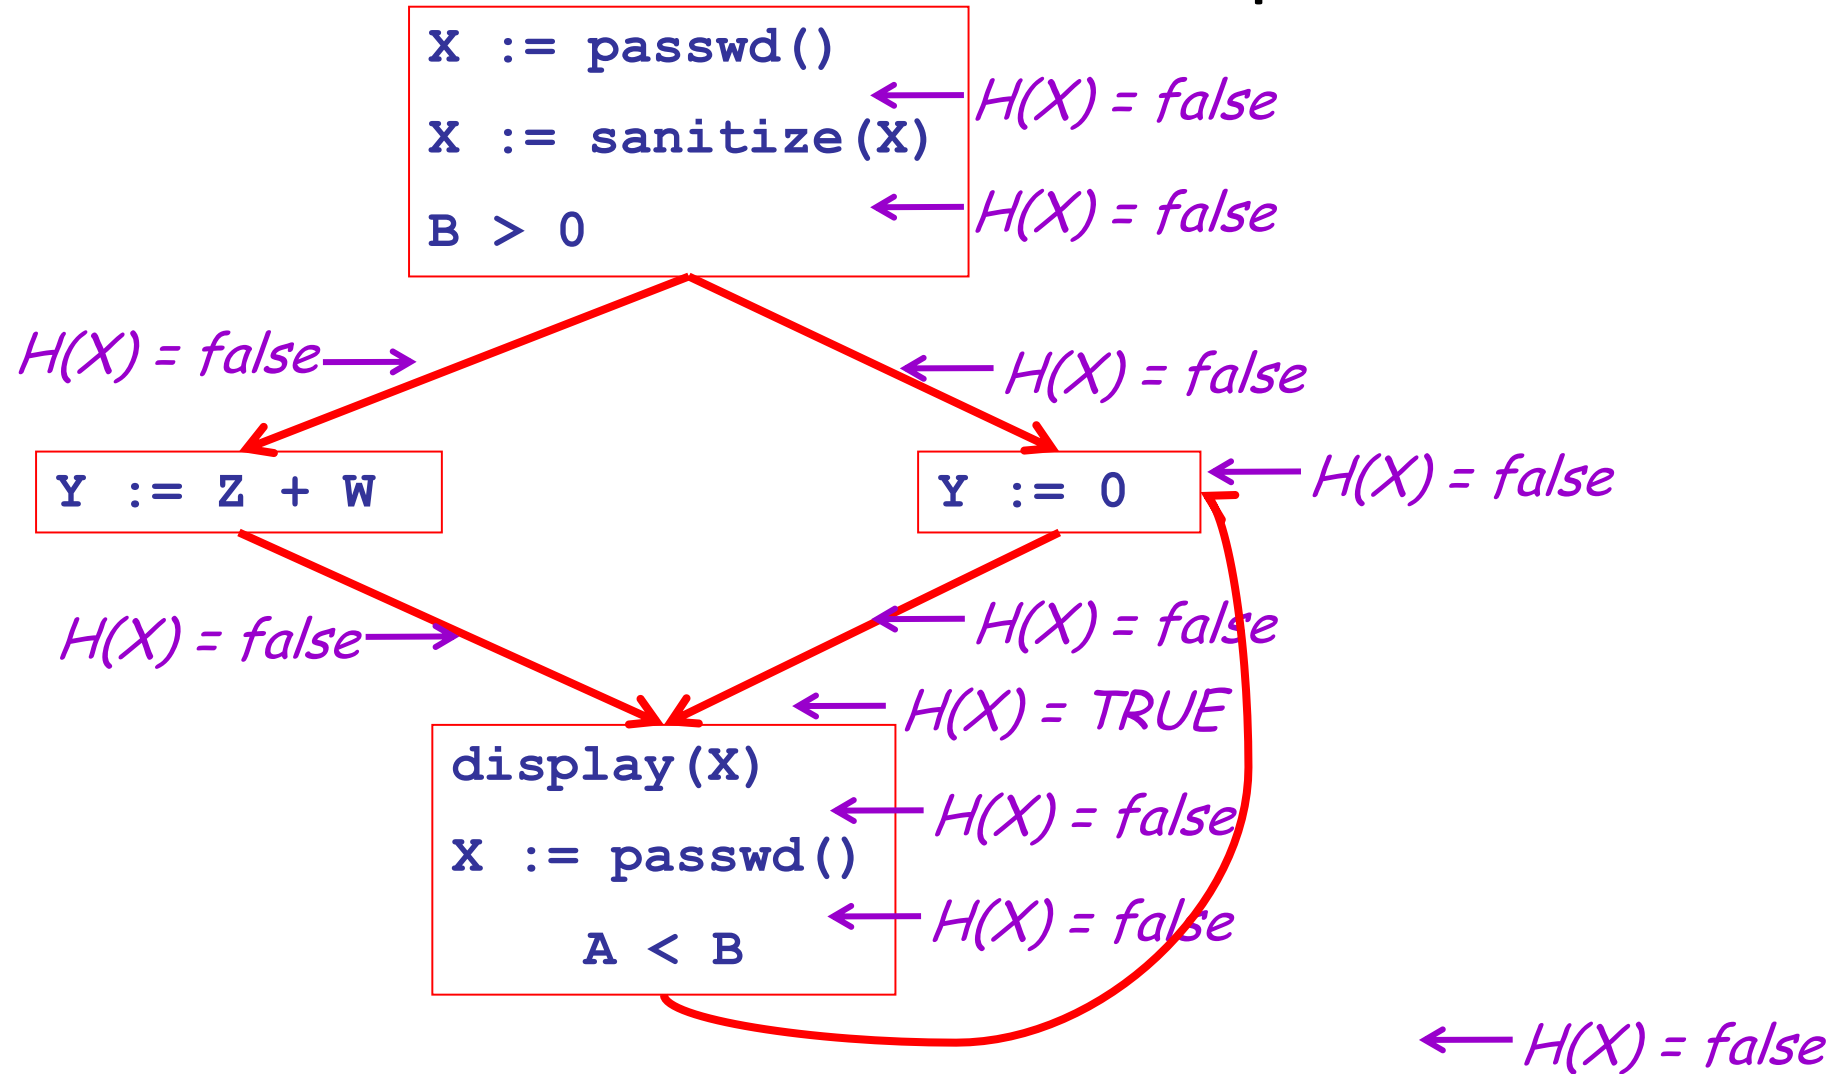 X := passwd()
H(X) = false
X := sanitize(X)
H(X) = false
B > 0
H(X) = false
H(X) = false
Y := Z + W
Y := 0
H(X) = false
H(X) = false
H(X) = false
H(X) = TRUE
display(X)
H(X) = false
X := passwd()
H(X) = false
A < B
H(X) = false